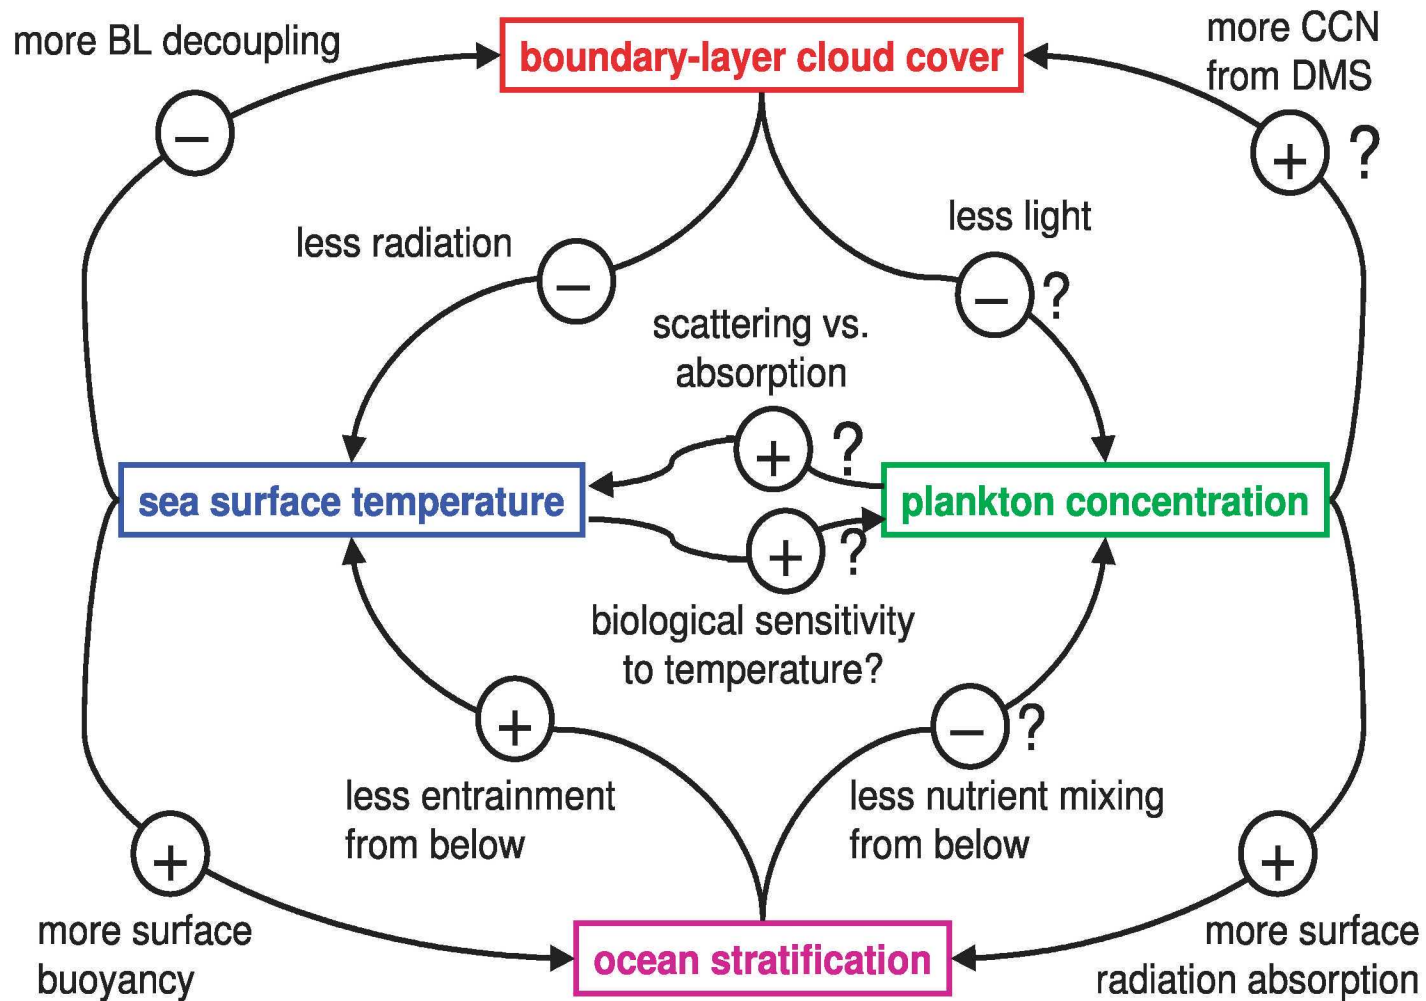 more BL decoupling
boundary-layer cloud cover
more CCN
from DMS
−
+ ?
less radiation
less light
−
− ?
scattering vs.
absorption
+ ?
sea surface temperature
plankton concentration
+ ?
biological sensitivity
to temperature?
+
− ?
less entrainment
from below
less nutrient mixing
from below
+
+
more surface
buoyancy
ocean stratification
more surface
radiation absorption